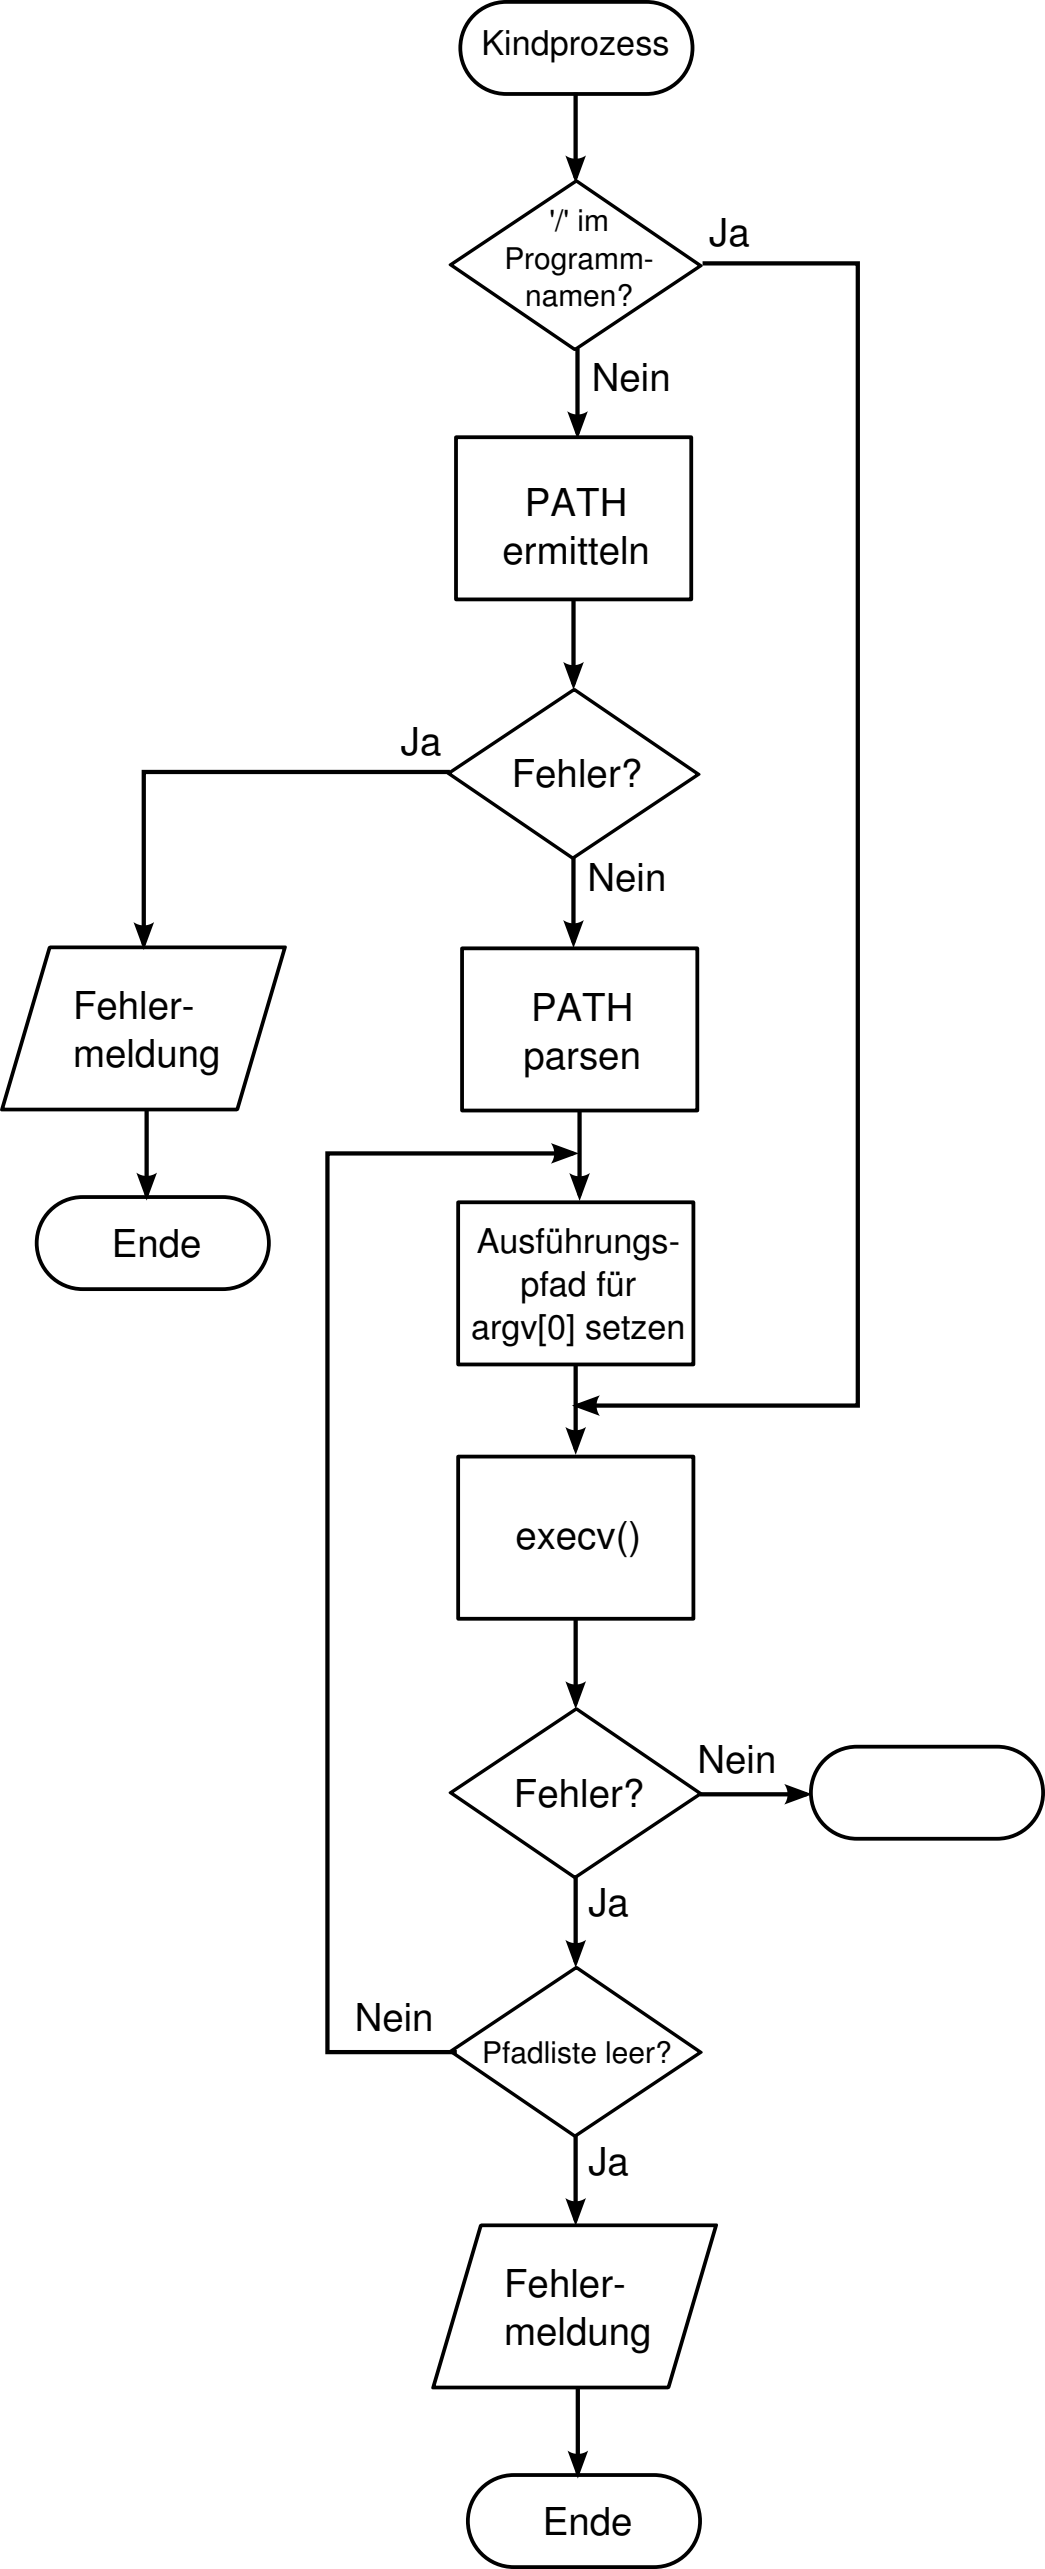 Kindprozess
'/' im
Programm-
namen?
Ja
Nein
PATH
ermitteln
Ja
Fehler?
Nein
Fehler-
meldung
PATH
parsen
Ende
Ausführungs-
pfad für
argv[0] setzen
execv()
Fehler?
Nein
Ja
Nein
Pfadliste leer?
Ja
Fehler-
meldung
Ende